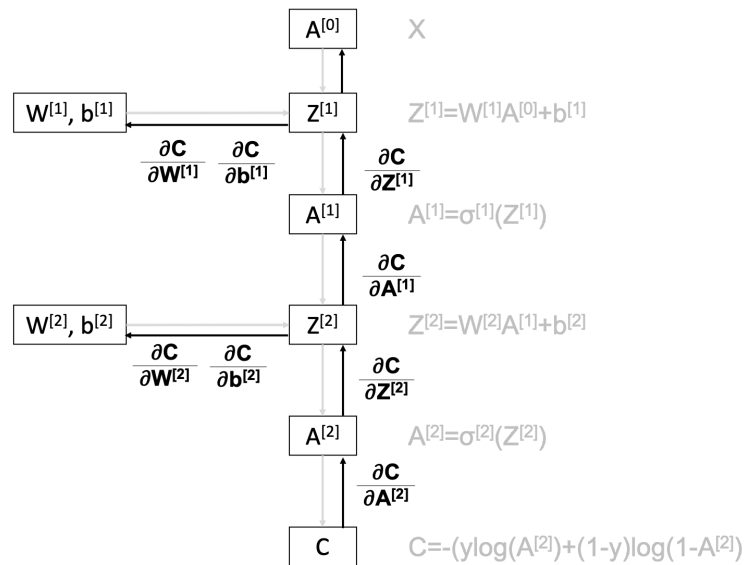 A[0] X
W[1], b[1] Z[1] Z[1]=W[1]A[0]+b[1]
∂C/∂W[1] ∂C/∂b[1] ∂C/∂Z[1]
A[1] A[1]=σ[1](Z[1])
∂C/∂A[1]
W[2], b[2] Z[2] Z[2]=W[2]A[1]+b[2]
∂C/∂W[2] ∂C/∂b[2] ∂C/∂Z[2]
A[2] A[2]=σ[2](Z[2])
∂C/∂A[2]
C C=-(ylog(A[2])+(1-y)log(1-A[2])